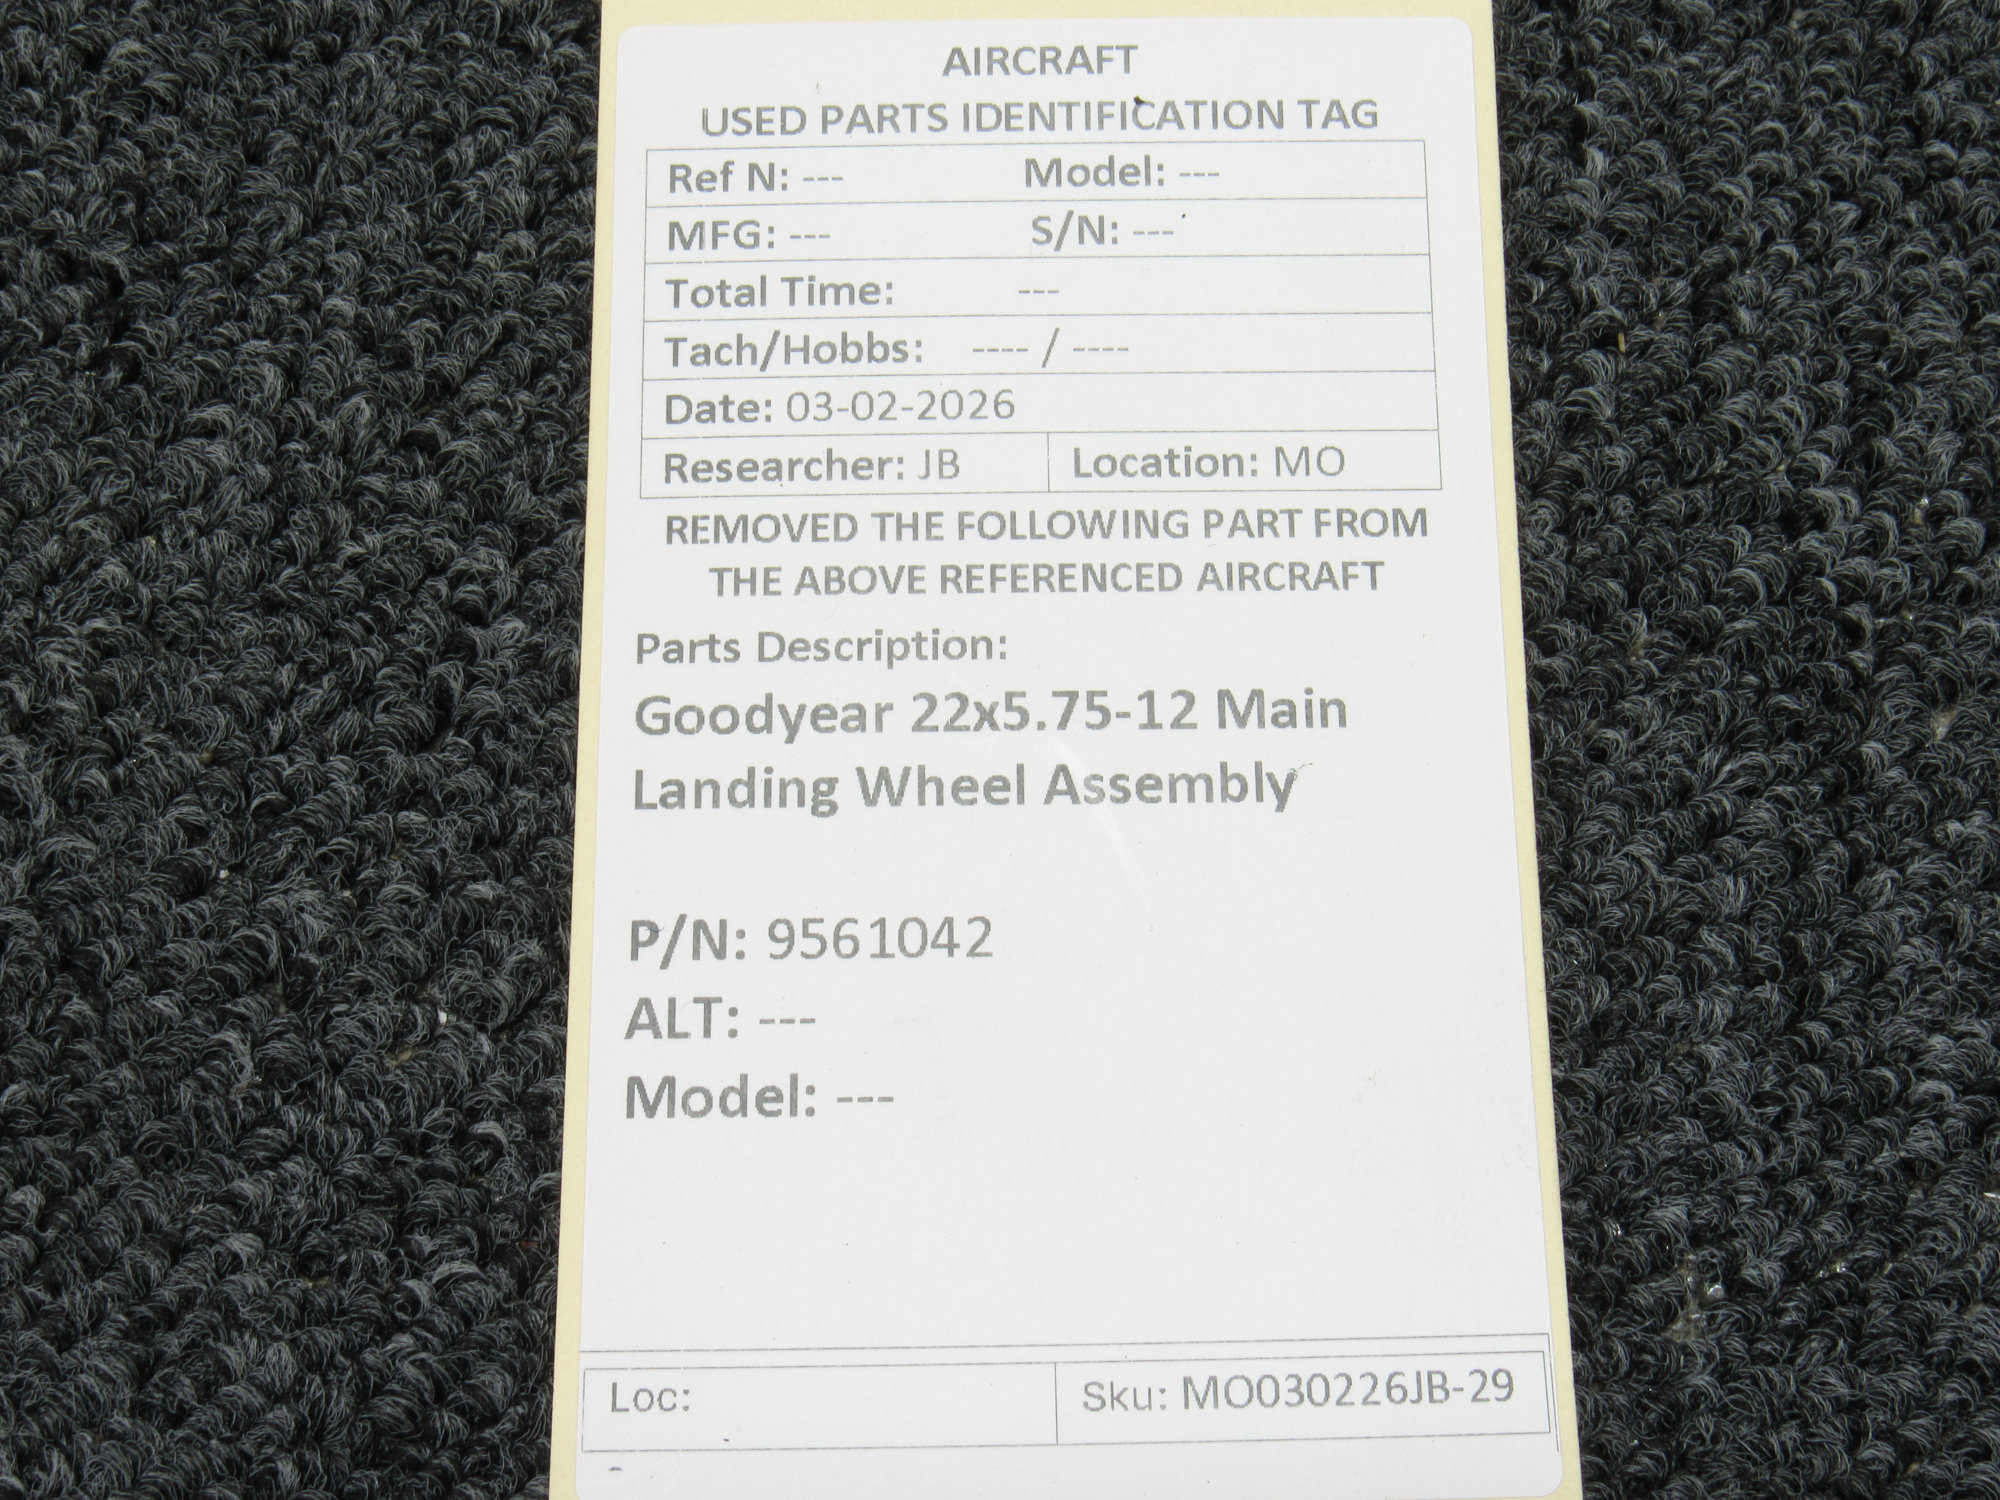 AIRCRAFT
USED PARTS IDENTIFICATION TAG
Ref N: --- Model: ---
MFG: --- S/N: ---
Total Time: ---
Tach/Hobbs: ---- / ----
Date: 03-02-2026
Researcher: JB Location: MO
REMOVED THE FOLLOWING PART FROM
THE ABOVE REFERENCED AIRCRAFT
Parts Description:
Goodyear 22x5.75-12 Main
Landing Wheel Assembly
P/N: 9561042
ALT: ---
Model: ---
Loc: Sku: MO030226JB-29
-